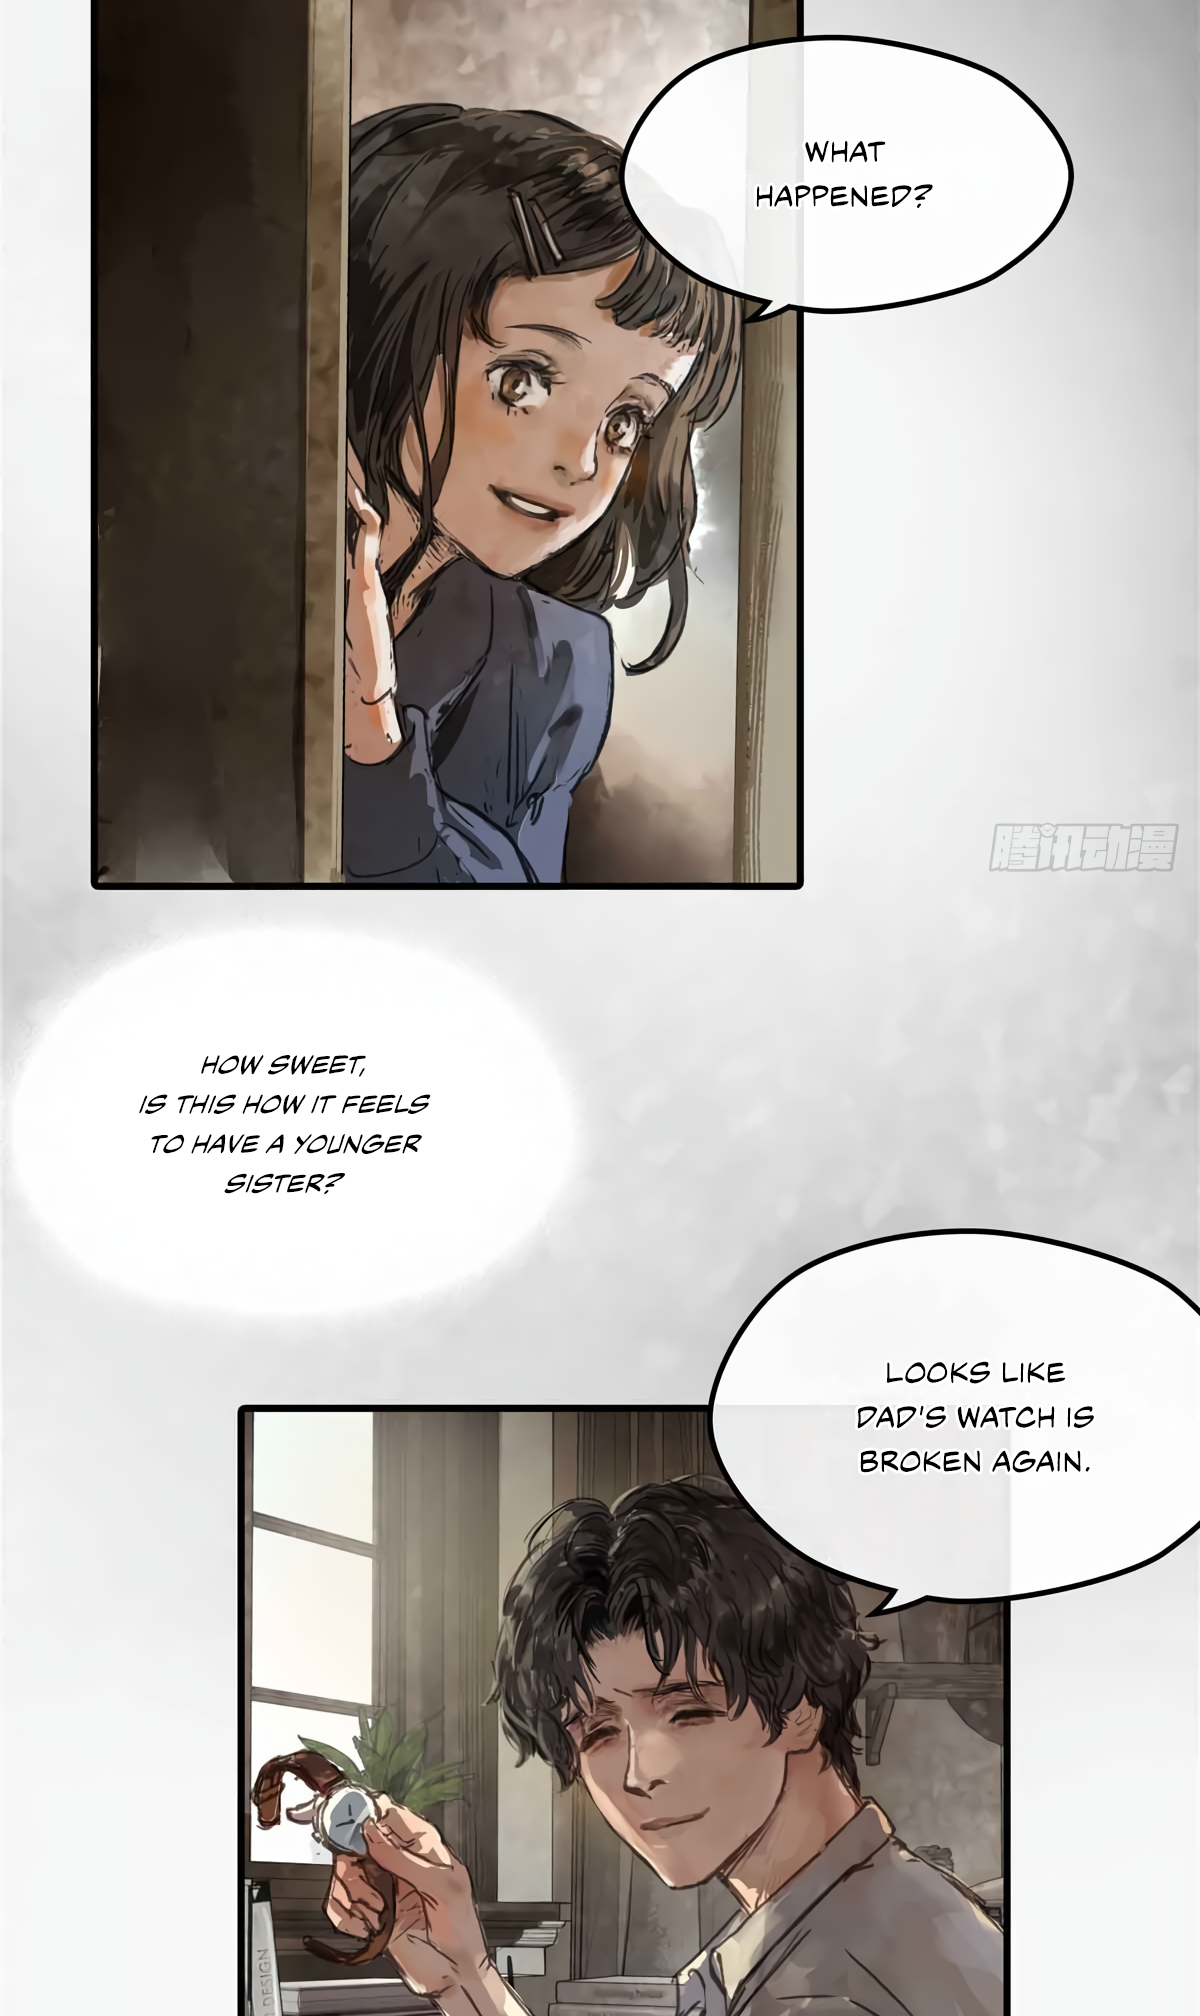 WHAT
HAPPENED?
腾讯动漫
HOW SWEET,
IS THIS HOW IT FEELS
TO HAVE A YOUNGER
SISTER?
LOOKS LIKE
DAD'S WATCH IS
BROKEN AGAIN.
DESIGN